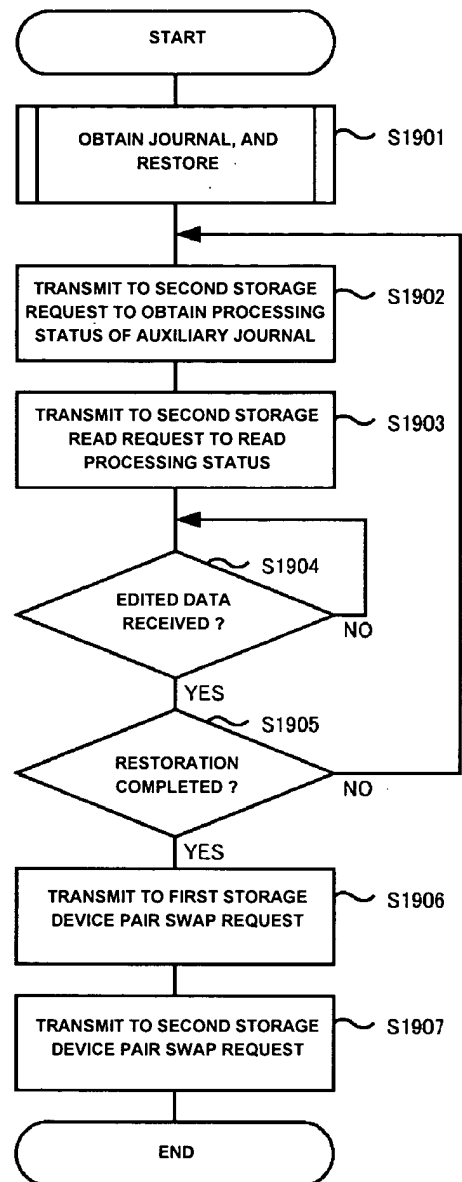 START
OBTAIN JOURNAL, AND
RESTORE
S1901
TRANSMIT TO SECOND STORAGE
REQUEST TO OBTAIN PROCESSING
STATUS OF AUXILIARY JOURNAL
S1902
TRANSMIT TO SECOND STORAGE
READ REQUEST TO READ
PROCESSING STATUS
S1903
S1904
EDITED DATA
RECEIVED ?
NO
YES
S1905
RESTORATION
COMPLETED ?
NO
YES
TRANSMIT TO FIRST STORAGE
DEVICE PAIR SWAP REQUEST
S1906
TRANSMIT TO SECOND STORAGE
DEVICE PAIR SWAP REQUEST
S1907
END